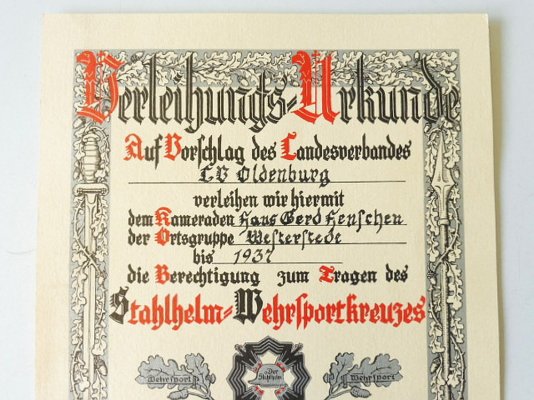 Verleihungs-Urkunde
Auf Vorschlag des Landesverbandes
LV Oldenburg
verleihen wir hiermit
dem Kameraden Hans Gerd Henschen
der Ortsgruppe Westerstede
bis 1937
die Berechtigung zum Tragen des
Stahlhelm-Wehrsportkreuzes
Wehrsport Der Stahlhelm Wehrsport